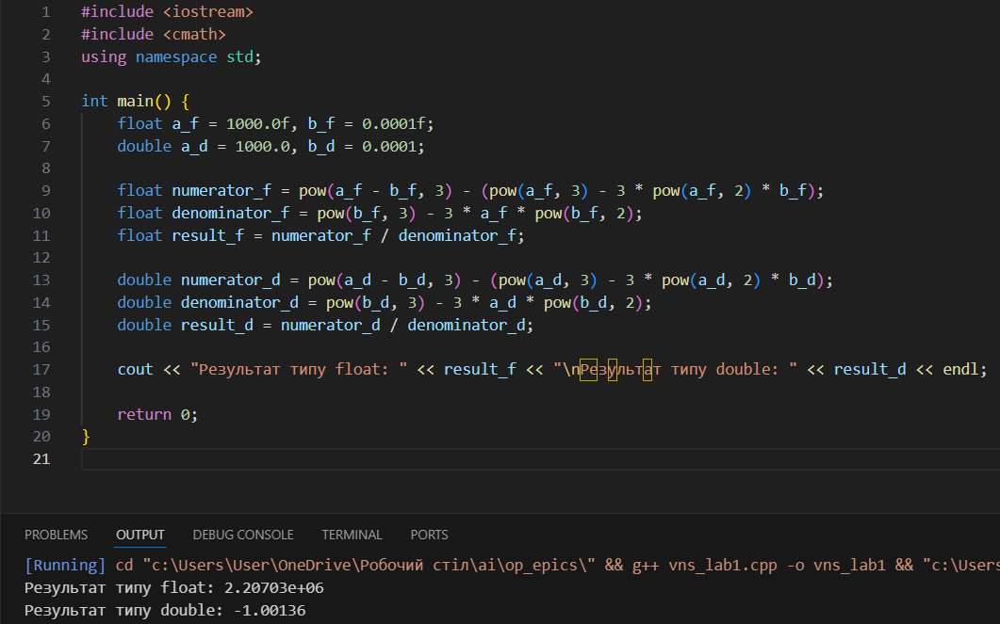 1 #include <iostream>
2 #include <cmath>
3 using namespace std;
4
5 int main() {
6 float a_f = 1000.0f, b_f = 0.0001f;
7 double a_d = 1000.0, b_d = 0.0001;
8
9 float numerator_f = pow(a_f - b_f, 3) - (pow(a_f, 3) - 3 * pow(a_f, 2) * b_f);
10 float denominator_f = pow(b_f, 3) - 3 * a_f * pow(b_f, 2);
11 float result_f = numerator_f / denominator_f;
12
13 double numerator_d = pow(a_d - b_d, 3) - (pow(a_d, 3) - 3 * pow(a_d, 2) * b_d);
14 double denominator_d = pow(b_d, 3) - 3 * a_d * pow(b_d, 2);
15 double result_d = numerator_d / denominator_d;
16
17 cout << "Результат типу float: " << result_f << "\nРезультат типу double: " << result_d << endl;
18
19 return 0;
20 }
21
PROBLEMS OUTPUT DEBUG CONSOLE TERMINAL PORTS
[Running] cd "c:\Users\User\OneDrive\Робочий стіл\ai\op_epics\" && g++ vns_lab1.cpp -o vns_lab1 && "c:\Users
Результат типу float: 2.20703e+06
Результат типу double: -1.00136